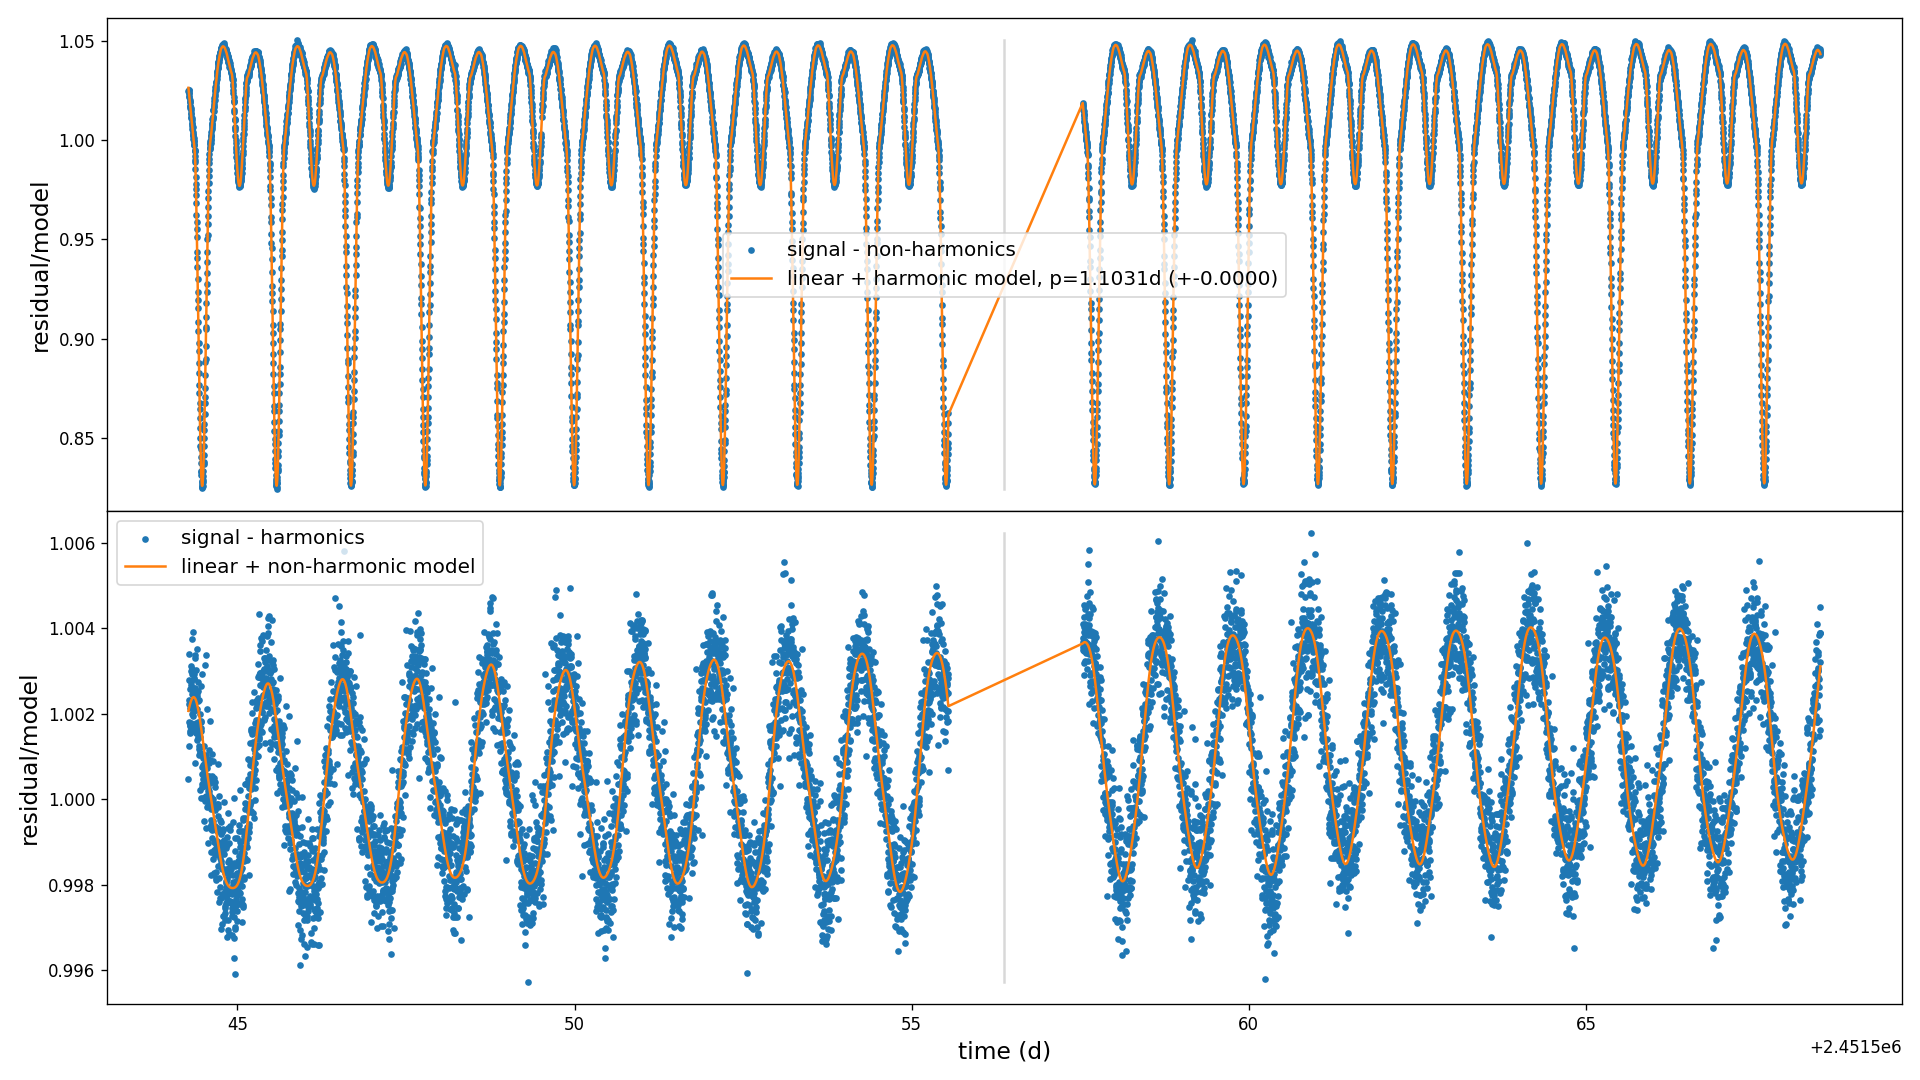 1.05
1.00
0.95
0.90
0.85
residual/model
signal - non-harmonics
linear + harmonic model, p=1.1031d (+-0.0000)
1.006
1.004
1.002
1.000
0.998
0.996
residual/model
signal - harmonics
linear + non-harmonic model
45
50
55
60
65
time (d)
+2.4515e6